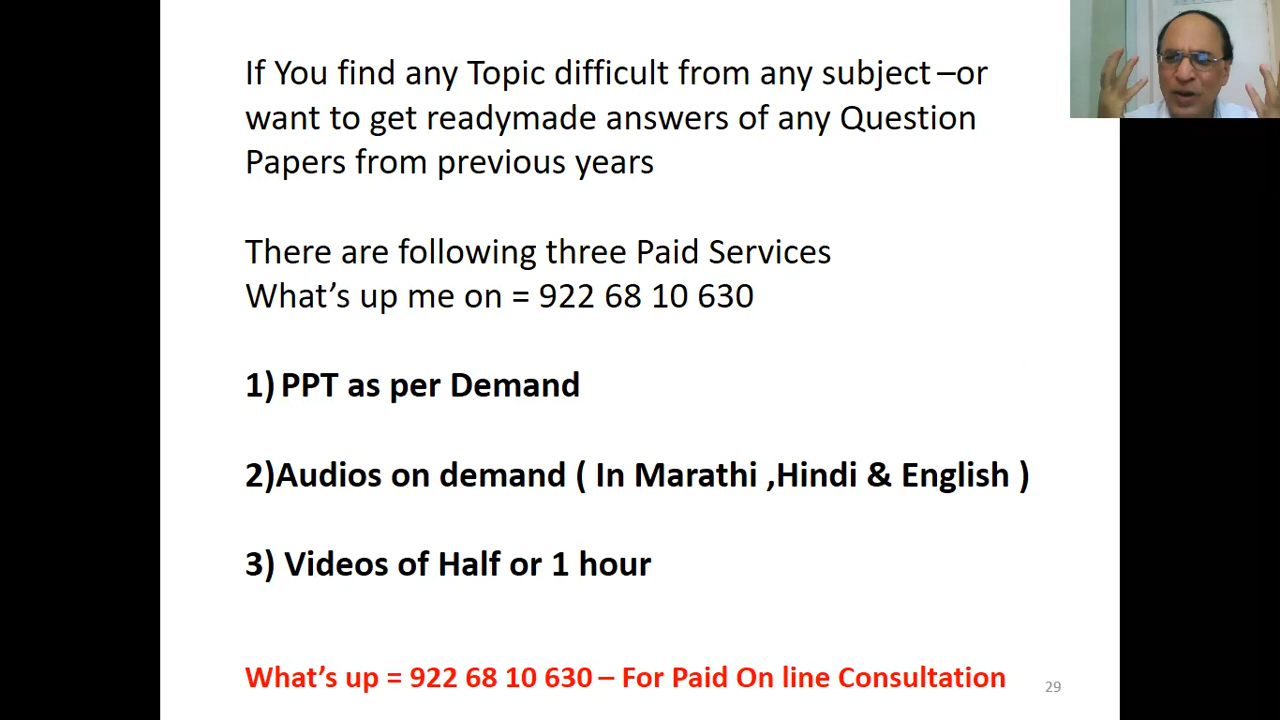 If You find any Topic difficult from any subject –or
want to get readymade answers of any Question
Papers from previous years
There are following three Paid Services
What’s up me on = 922 68 10 630
1) PPT as per Demand
2)Audios on demand ( In Marathi ,Hindi & English )
3) Videos of Half or 1 hour
What’s up = 922 68 10 630 – For Paid On line Consultation
29